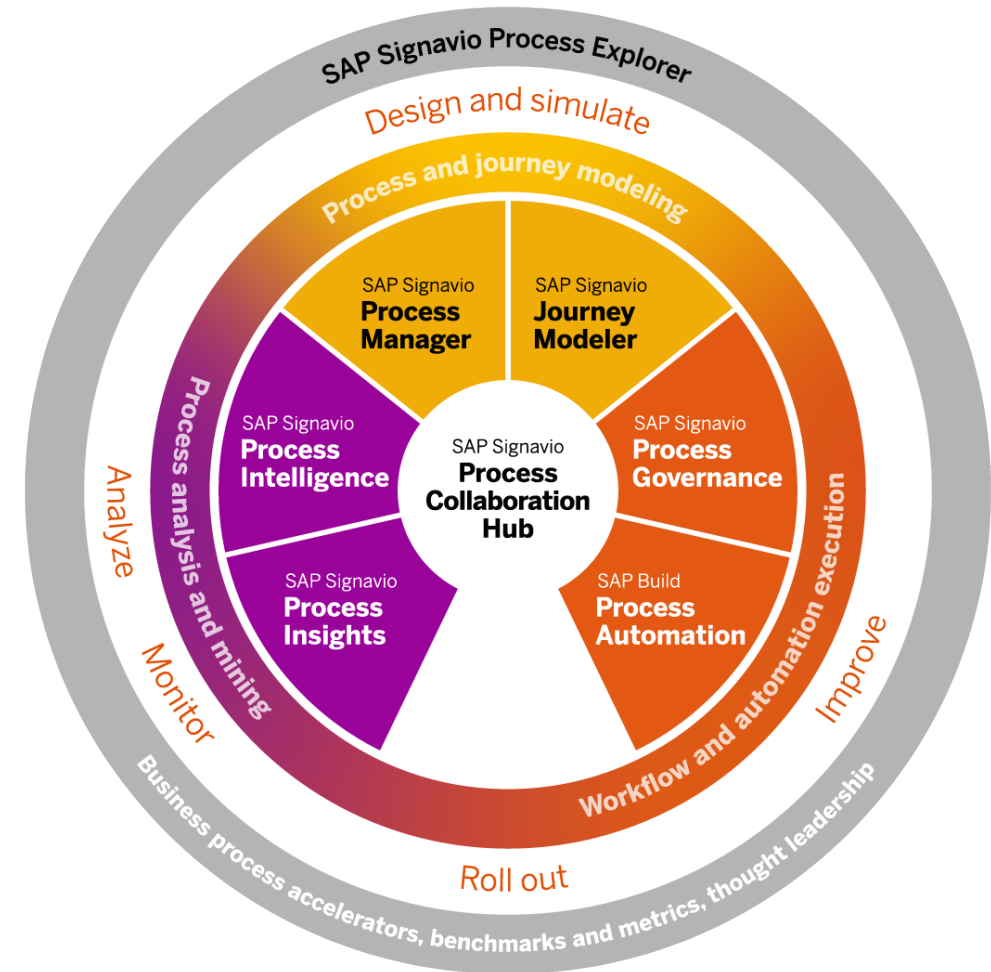 SAP Signavio Process Explorer
Design and simulate
Process and journey modeling
SAP Signavio
Process
Manager
SAP Signavio
Journey
Modeler
SAP Signavio
Process
Intelligence
SAP Signavio
Process
Collaboration
Hub
SAP Signavio
Process
Governance
SAP Signavio
Process
Insights
SAP Build
Process
Automation
Process analysis and mining
Workflow and automation execution
Analyze
Monitor
Improve
Roll out
Business process accelerators, benchmarks and metrics, thought leadership